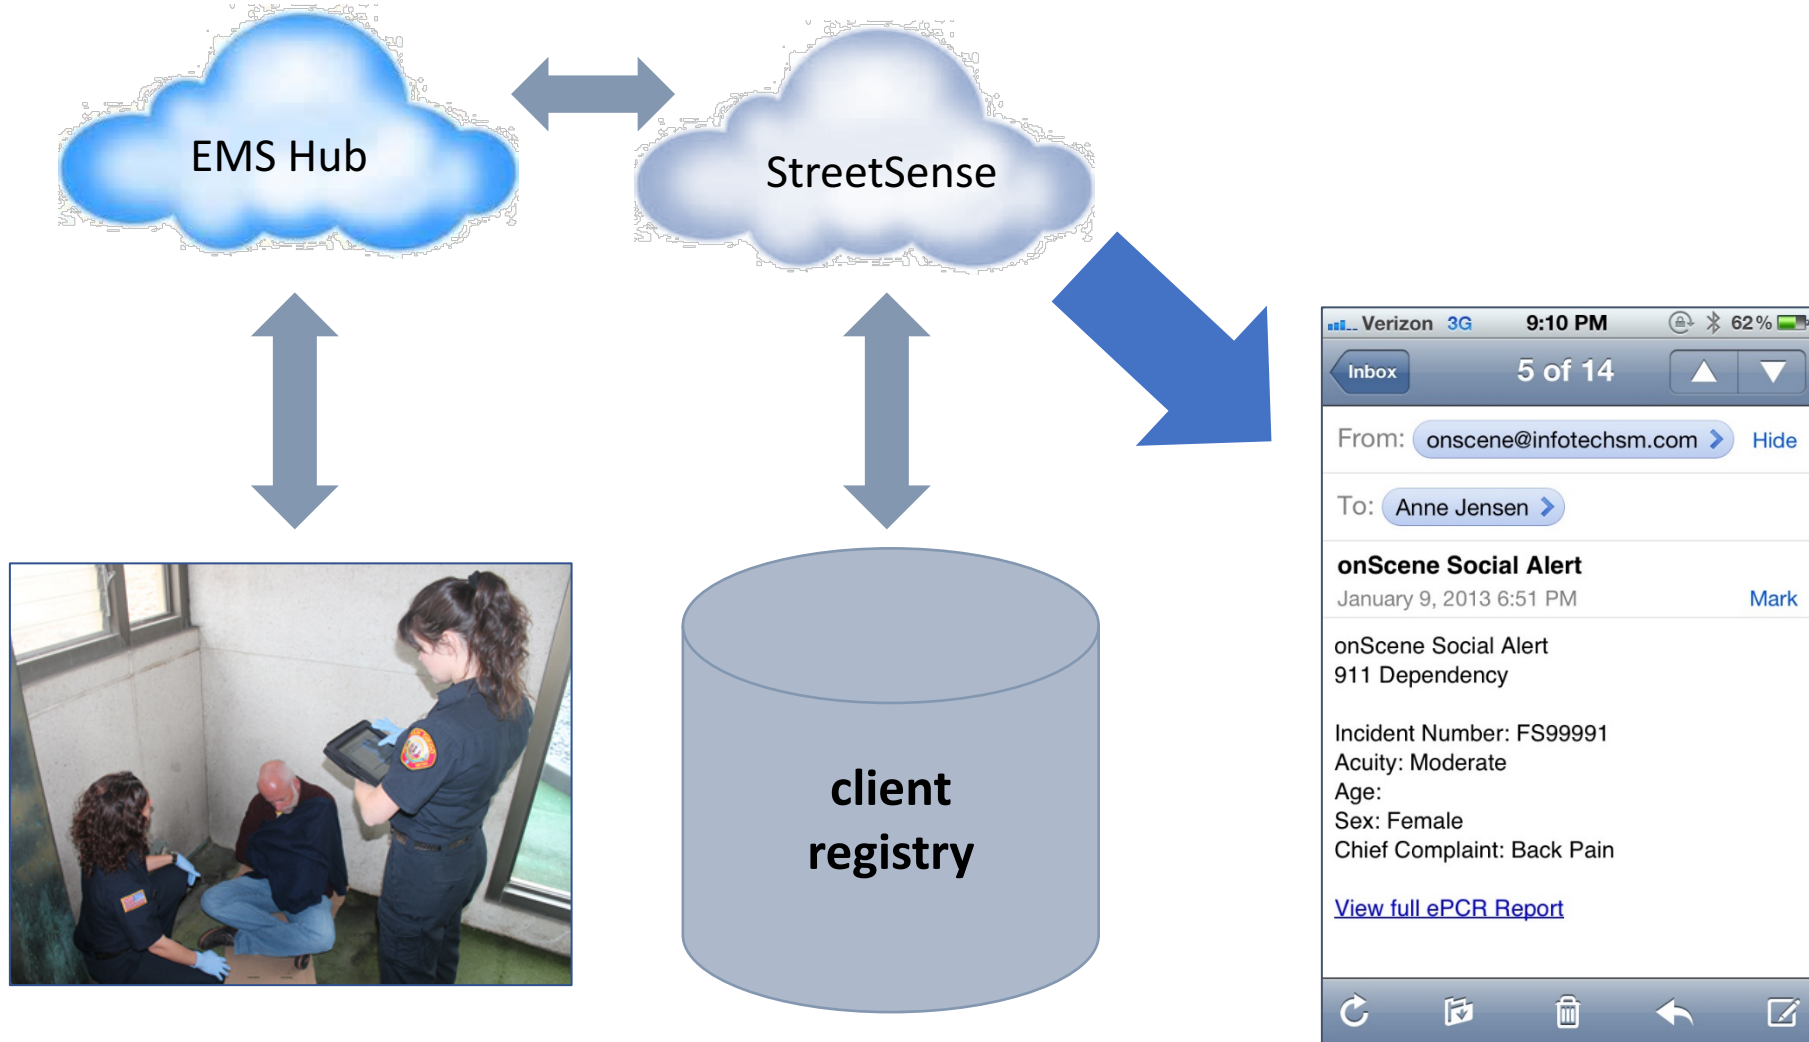 EMS Hub
StreetSense
client
registry
Verizon 3G 9:10 PM 62%
Inbox 5 of 14
From: onscene@infotechsm.com Hide
To: Anne Jensen
onScene Social Alert
January 9, 2013 6:51 PM Mark
onScene Social Alert
911 Dependency
Incident Number: FS99991
Acuity: Moderate
Age:
Sex: Female
Chief Complaint: Back Pain
View full ePCR Report